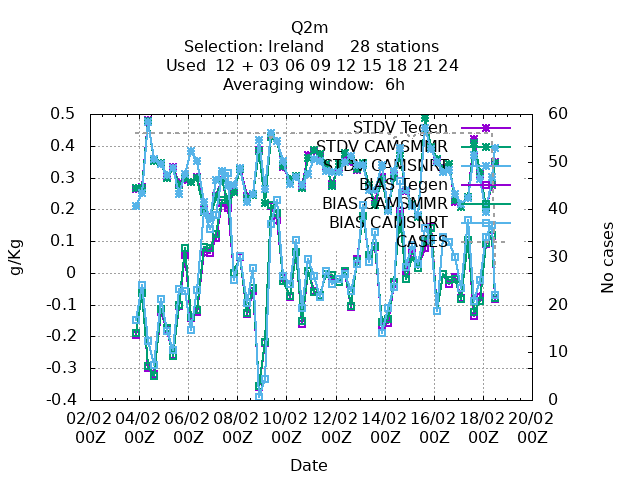 Q2m
Selection: Ireland 28 stations
Used 12 + 03 06 09 12 15 18 21 24
Averaging window: 6h
0.5
0.4
0.3
0.2
0.1
0
-0.1
-0.2
-0.3
-0.4
g/Kg
STDV Tegen
STDV CAMSMMR
STDV CAMSNRT
BIAS Tegen
BIAS CAMSMMR
BIAS CAMSNRT
CASES
60
50
40
30
20
10
0
No cases
02/02 04/02 06/02 08/02 10/02 12/02 14/02 16/02 18/02 20/02
00Z 00Z 00Z 00Z 00Z 00Z 00Z 00Z 00Z 00Z
Date